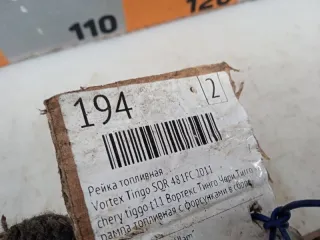 110
194
2
Рейка топливная
Vortex Tingo SQR 481FC 2011
chery tiggo t11 Вортекс Тинго Чери Тигго
рампа топливная с форсунками в сборе